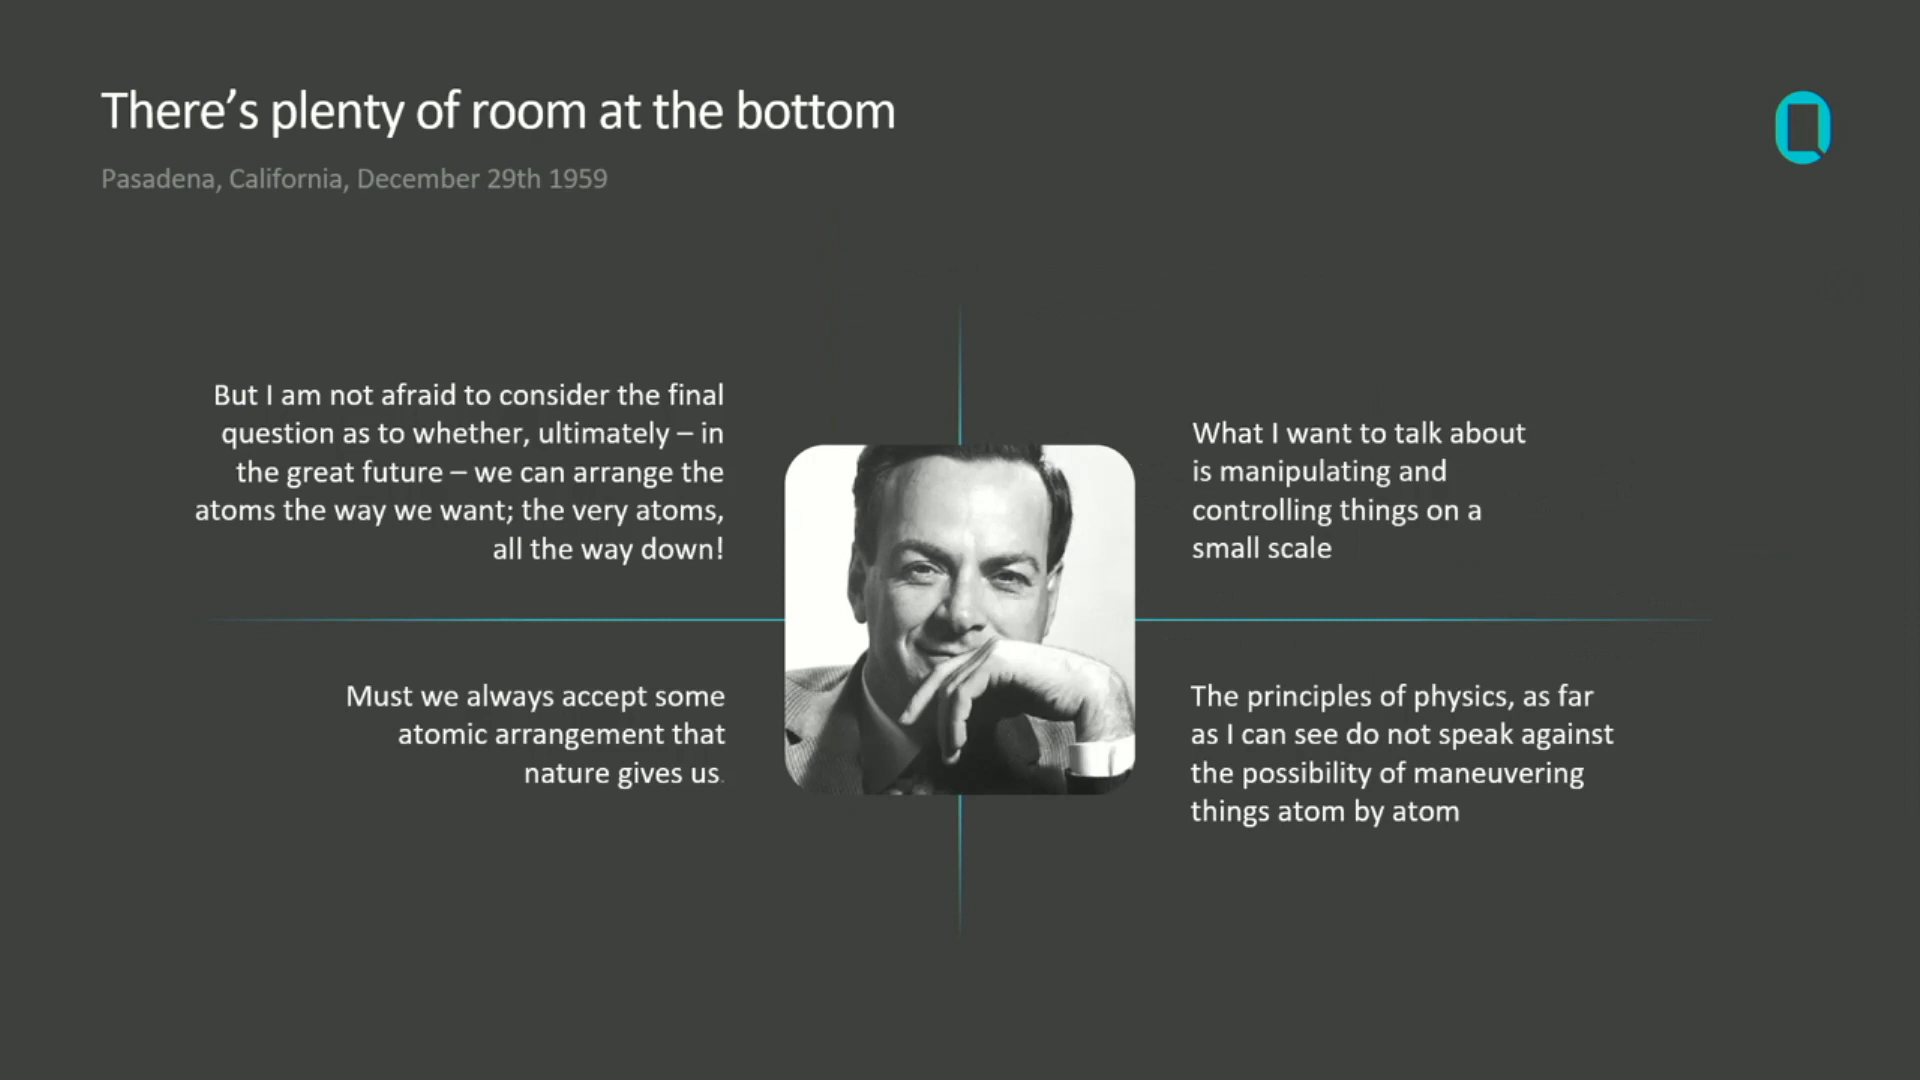 There’s plenty of room at the bottom
Pasadena, California, December 29th 1959
But I am not afraid to consider the final
question as to whether, ultimately – in
the great future – we can arrange the
atoms the way we want; the very atoms,
all the way down!
What I want to talk about
is manipulating and
controlling things on a
small scale
Must we always accept some
atomic arrangement that
nature gives us.
The principles of physics, as far
as I can see do not speak against
the possibility of maneuvering
things atom by atom